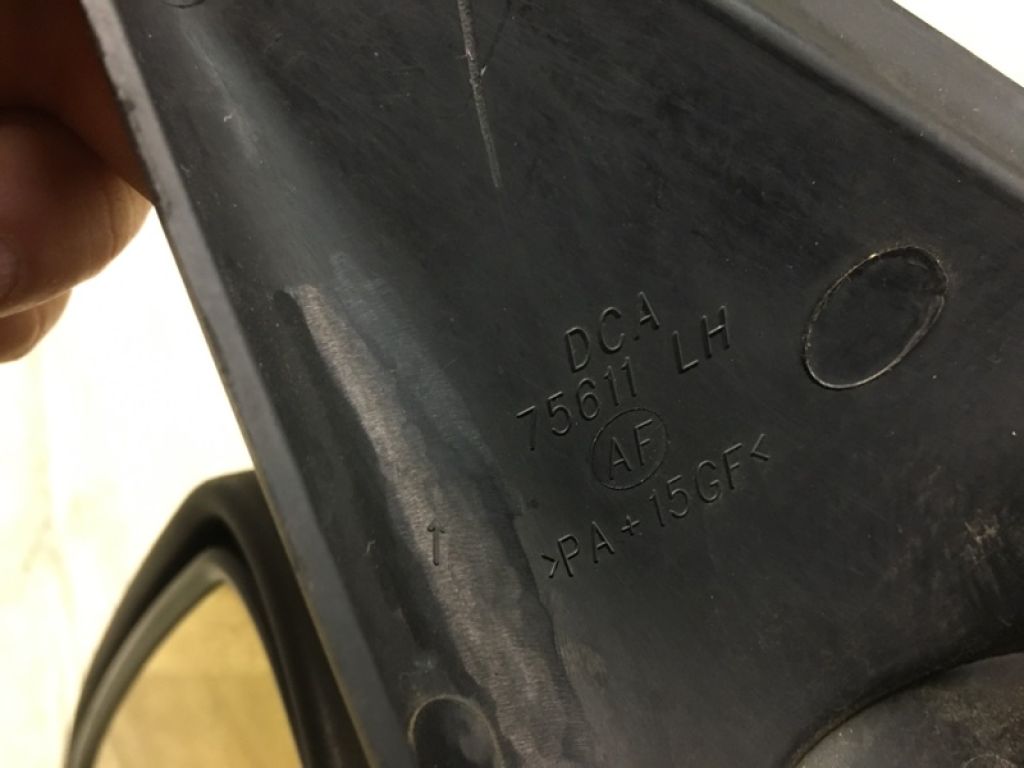 DCA
75611 LH
AF
>PA+15GF<